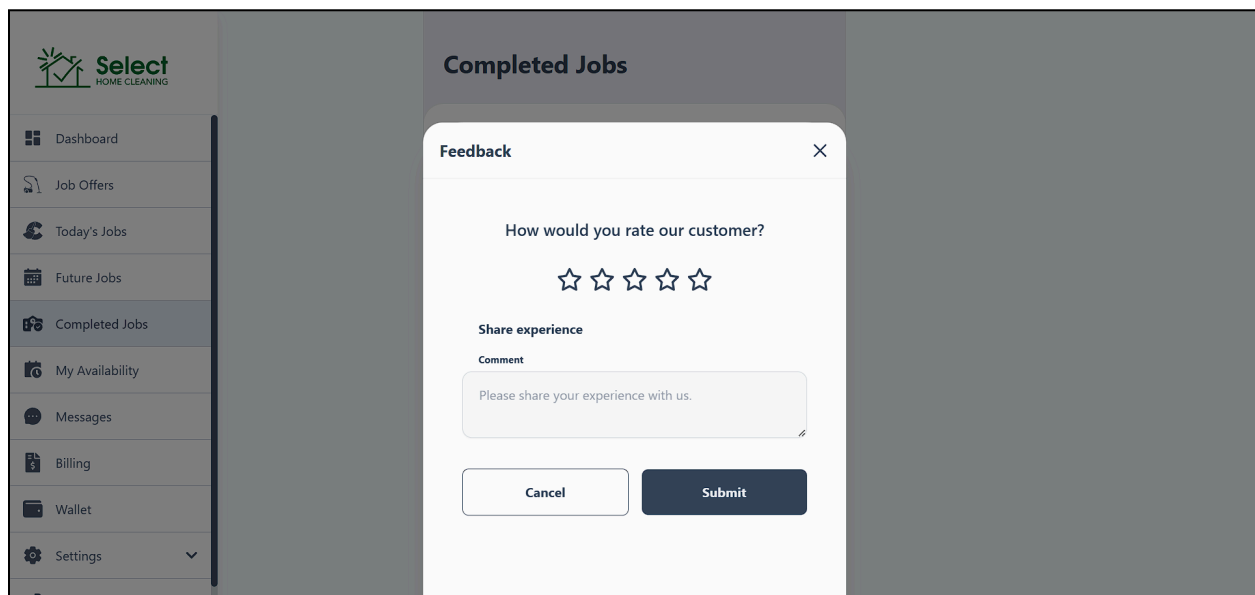 Select
HOME CLEANING
Dashboard
Job Offers
Today's Jobs
Future Jobs
Completed Jobs
My Availability
Messages
Billing
Wallet
Settings
Completed Jobs
Feedback
How would you rate our customer?
Share experience
Comment
Please share your experience with us.
Cancel
Submit